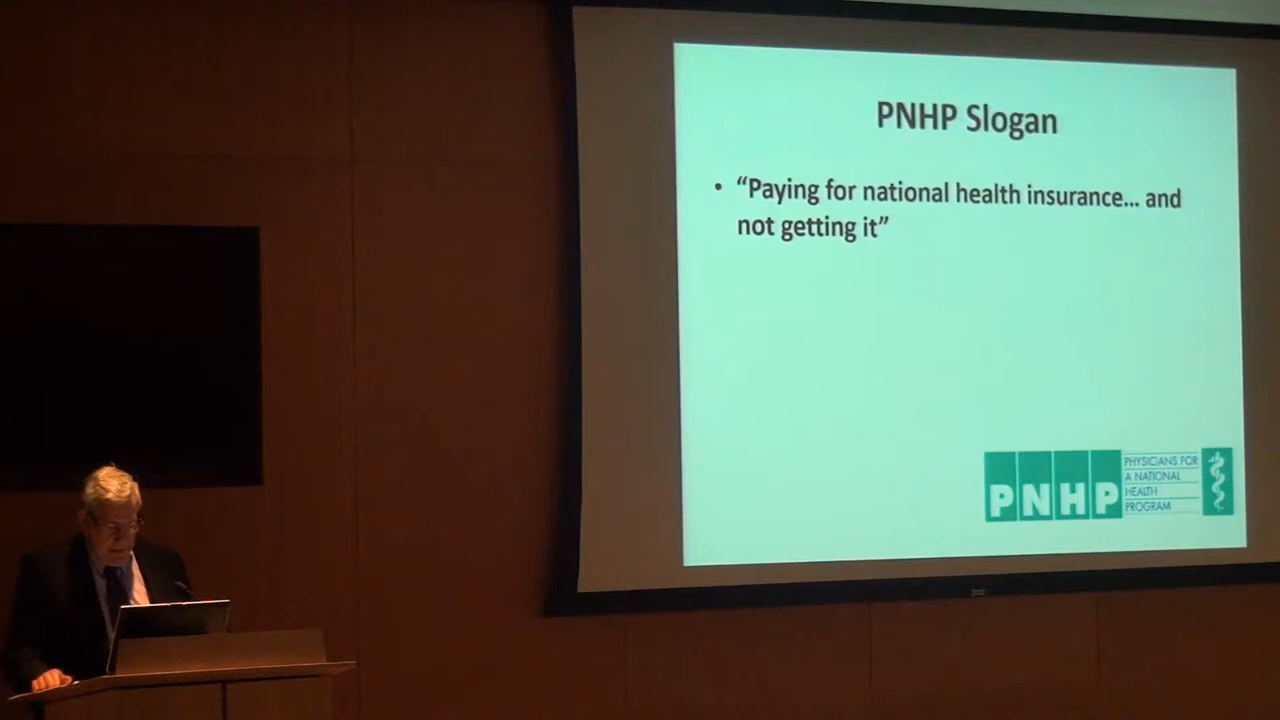 PNHP Slogan
• “Paying for national health insurance... and
not getting it”
PNHP
PHYSICIANS FOR
A NATIONAL
HEALTH
PROGRAM